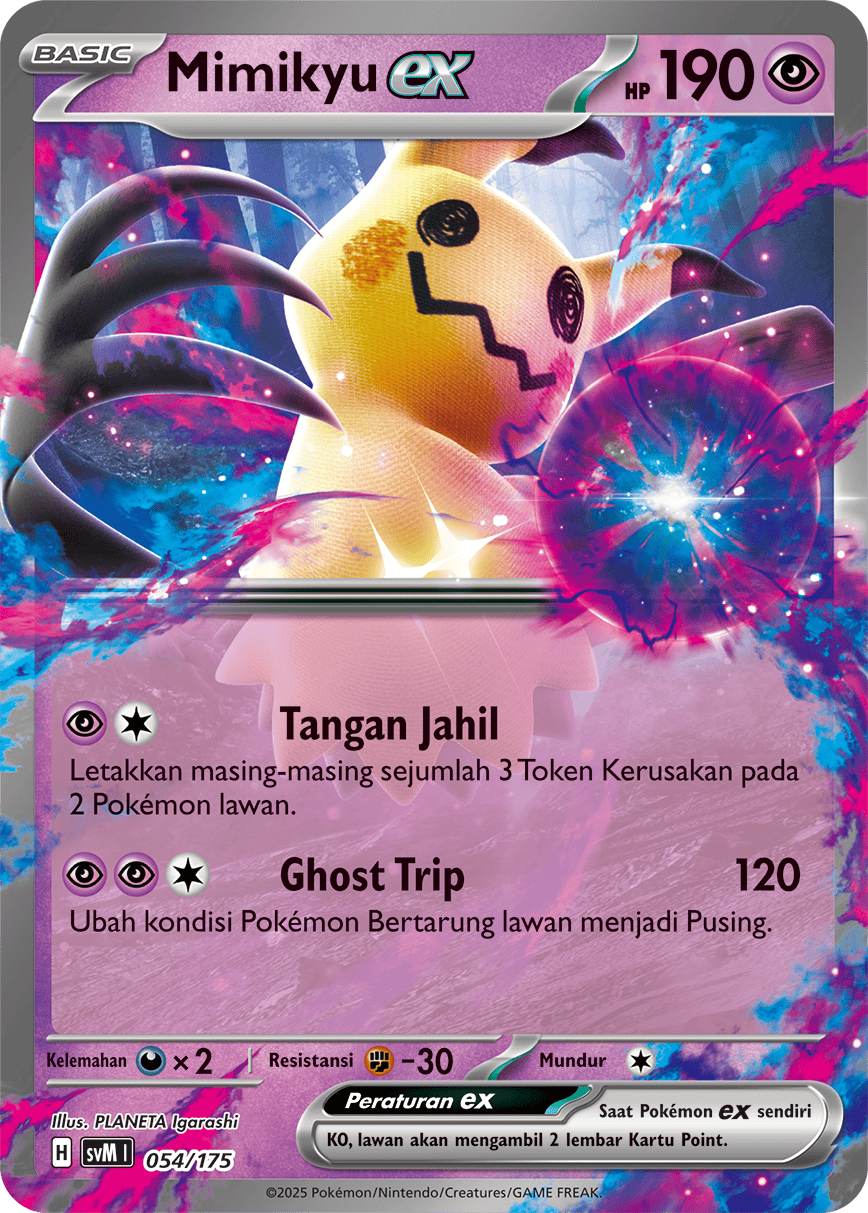 BASIC
Mimikyu ex
HP 190
Tangan Jahil
Letakkan masing-masing sejumlah 3 Token Kerusakan pada
2 Pokémon lawan.
Ghost Trip 120
Ubah kondisi Pokémon Bertarung lawan menjadi Pusing.
Kelemahan ×2 Resistansi -30 Mundur
Peraturan ex
Saat Pokémon ex sendiri
KO, lawan akan mengambil 2 lembar Kartu Point.
Illus. PLANETA Igarashi
H svM I 054/175
©2025 Pokémon/Nintendo/Creatures/GAME FREAK.